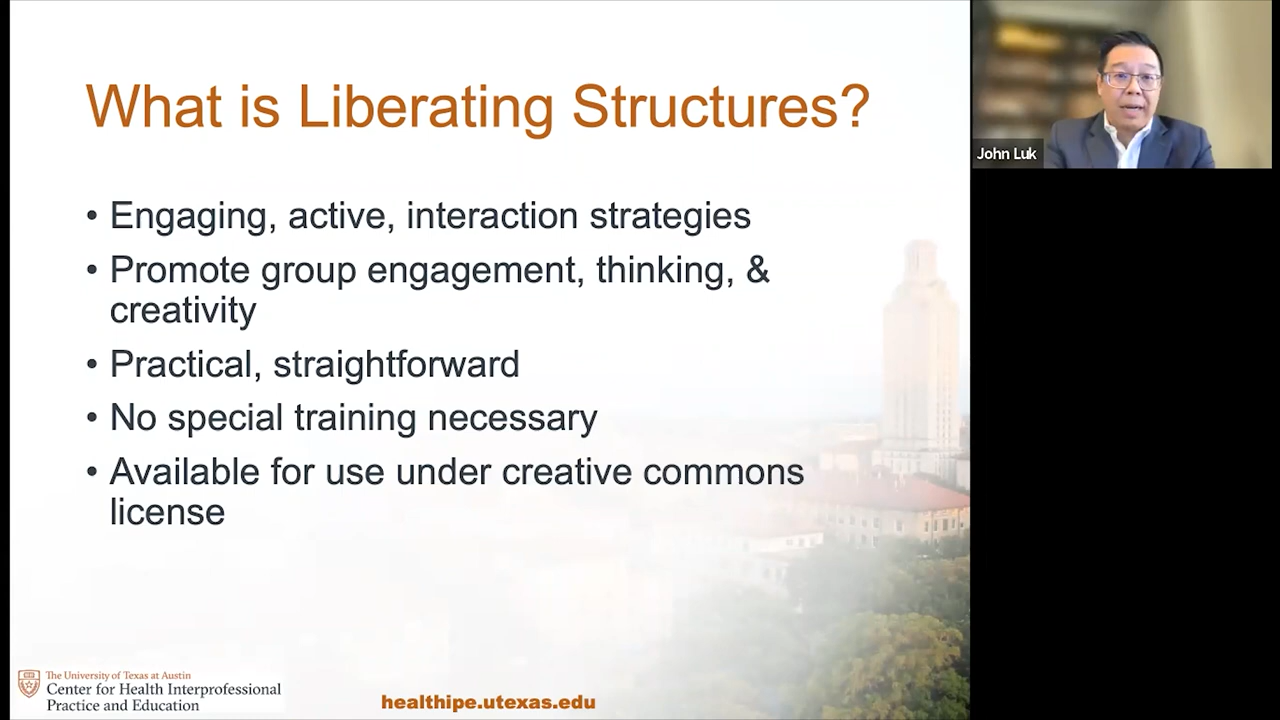 What is Liberating Structures?
• Engaging, active, interaction strategies
• Promote group engagement, thinking, &
creativity
• Practical, straightforward
• No special training necessary
• Available for use under creative commons
license
The University of Texas at Austin
Center for Health Interprofessional
Practice and Education
healthipe.utexas.edu
John Luk